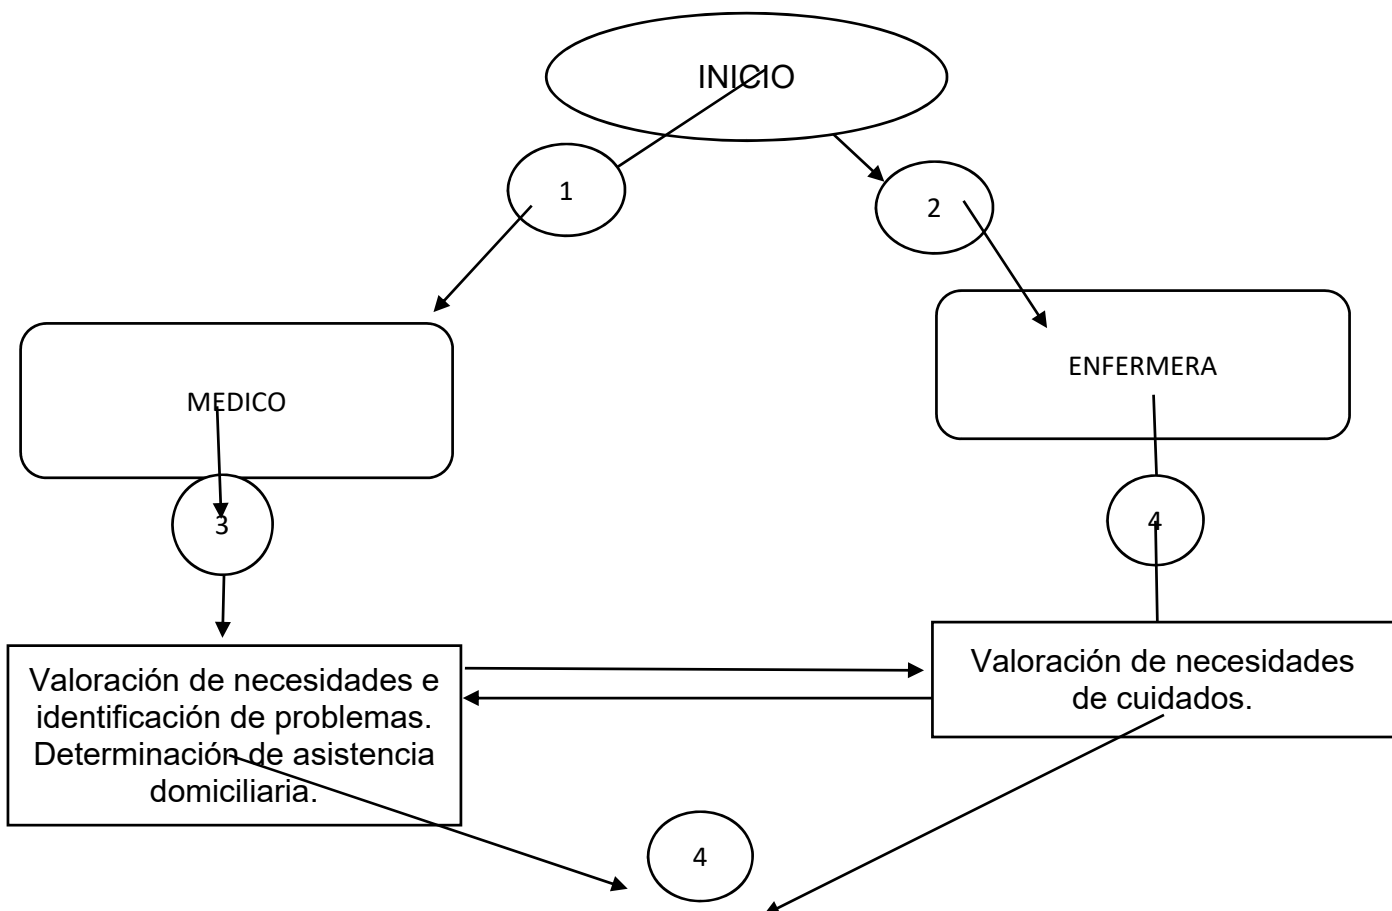 INICIO
1
2
ENFERMERA
MEDICO
3
4
Valoración de necesidades e
identificación de problemas.
Determinación de asistencia
domiciliaria.
Valoración de necesidades
de cuidados.
4